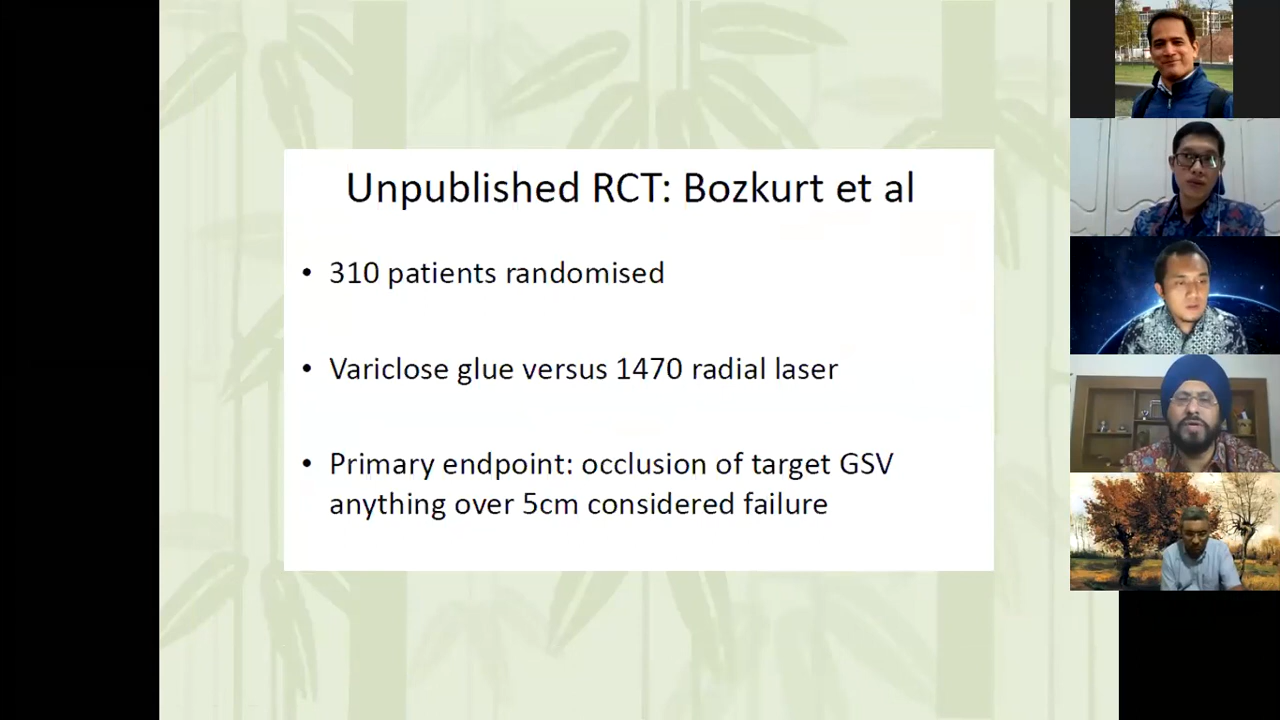 Unpublished RCT: Bozkurt et al
• 310 patients randomised
• Variclose glue versus 1470 radial laser
• Primary endpoint: occlusion of target GSV
anything over 5cm considered failure